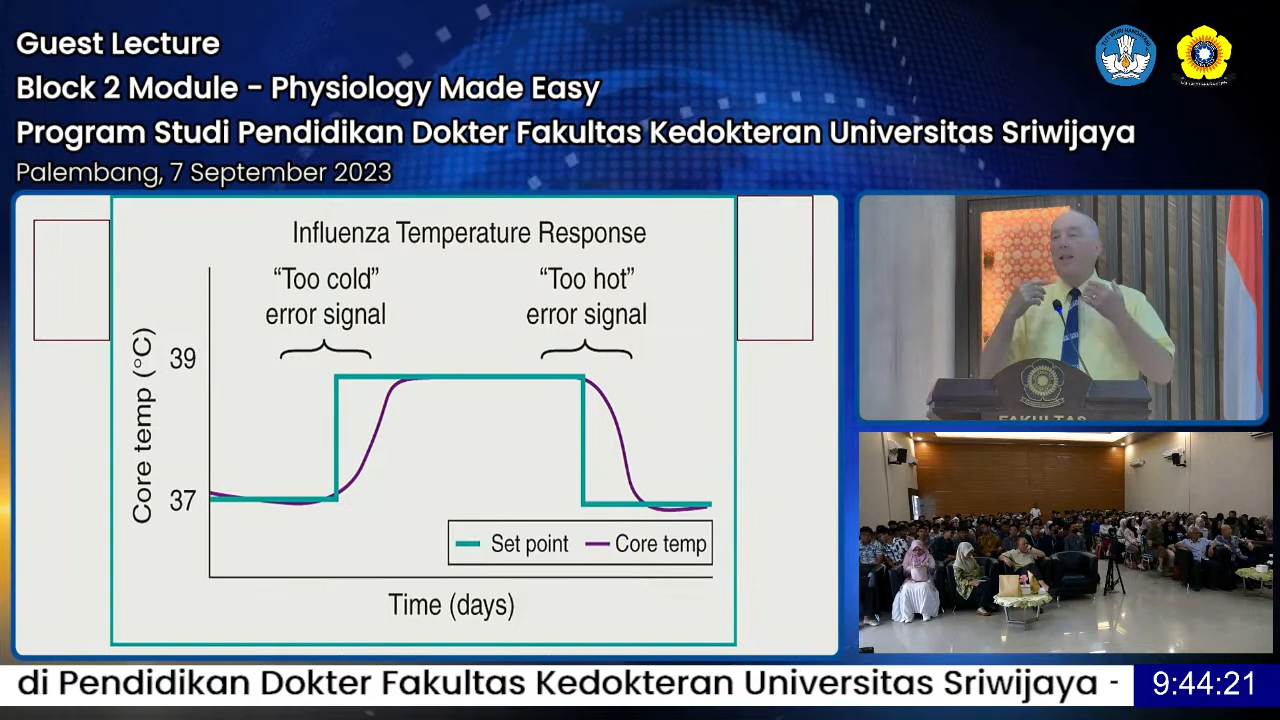 Guest Lecture
Block 2 Module - Physiology Made Easy
Program Studi Pendidikan Dokter Fakultas Kedokteran Universitas Sriwijaya
Palembang, 7 September 2023
Influenza Temperature Response
“Too cold” “Too hot”
error signal error signal
Core temp (°C)
39
37
Set point Core temp
Time (days)
FAKULTAS
di Pendidikan Dokter Fakultas Kedokteran Universitas Sriwijaya -
9:44:21